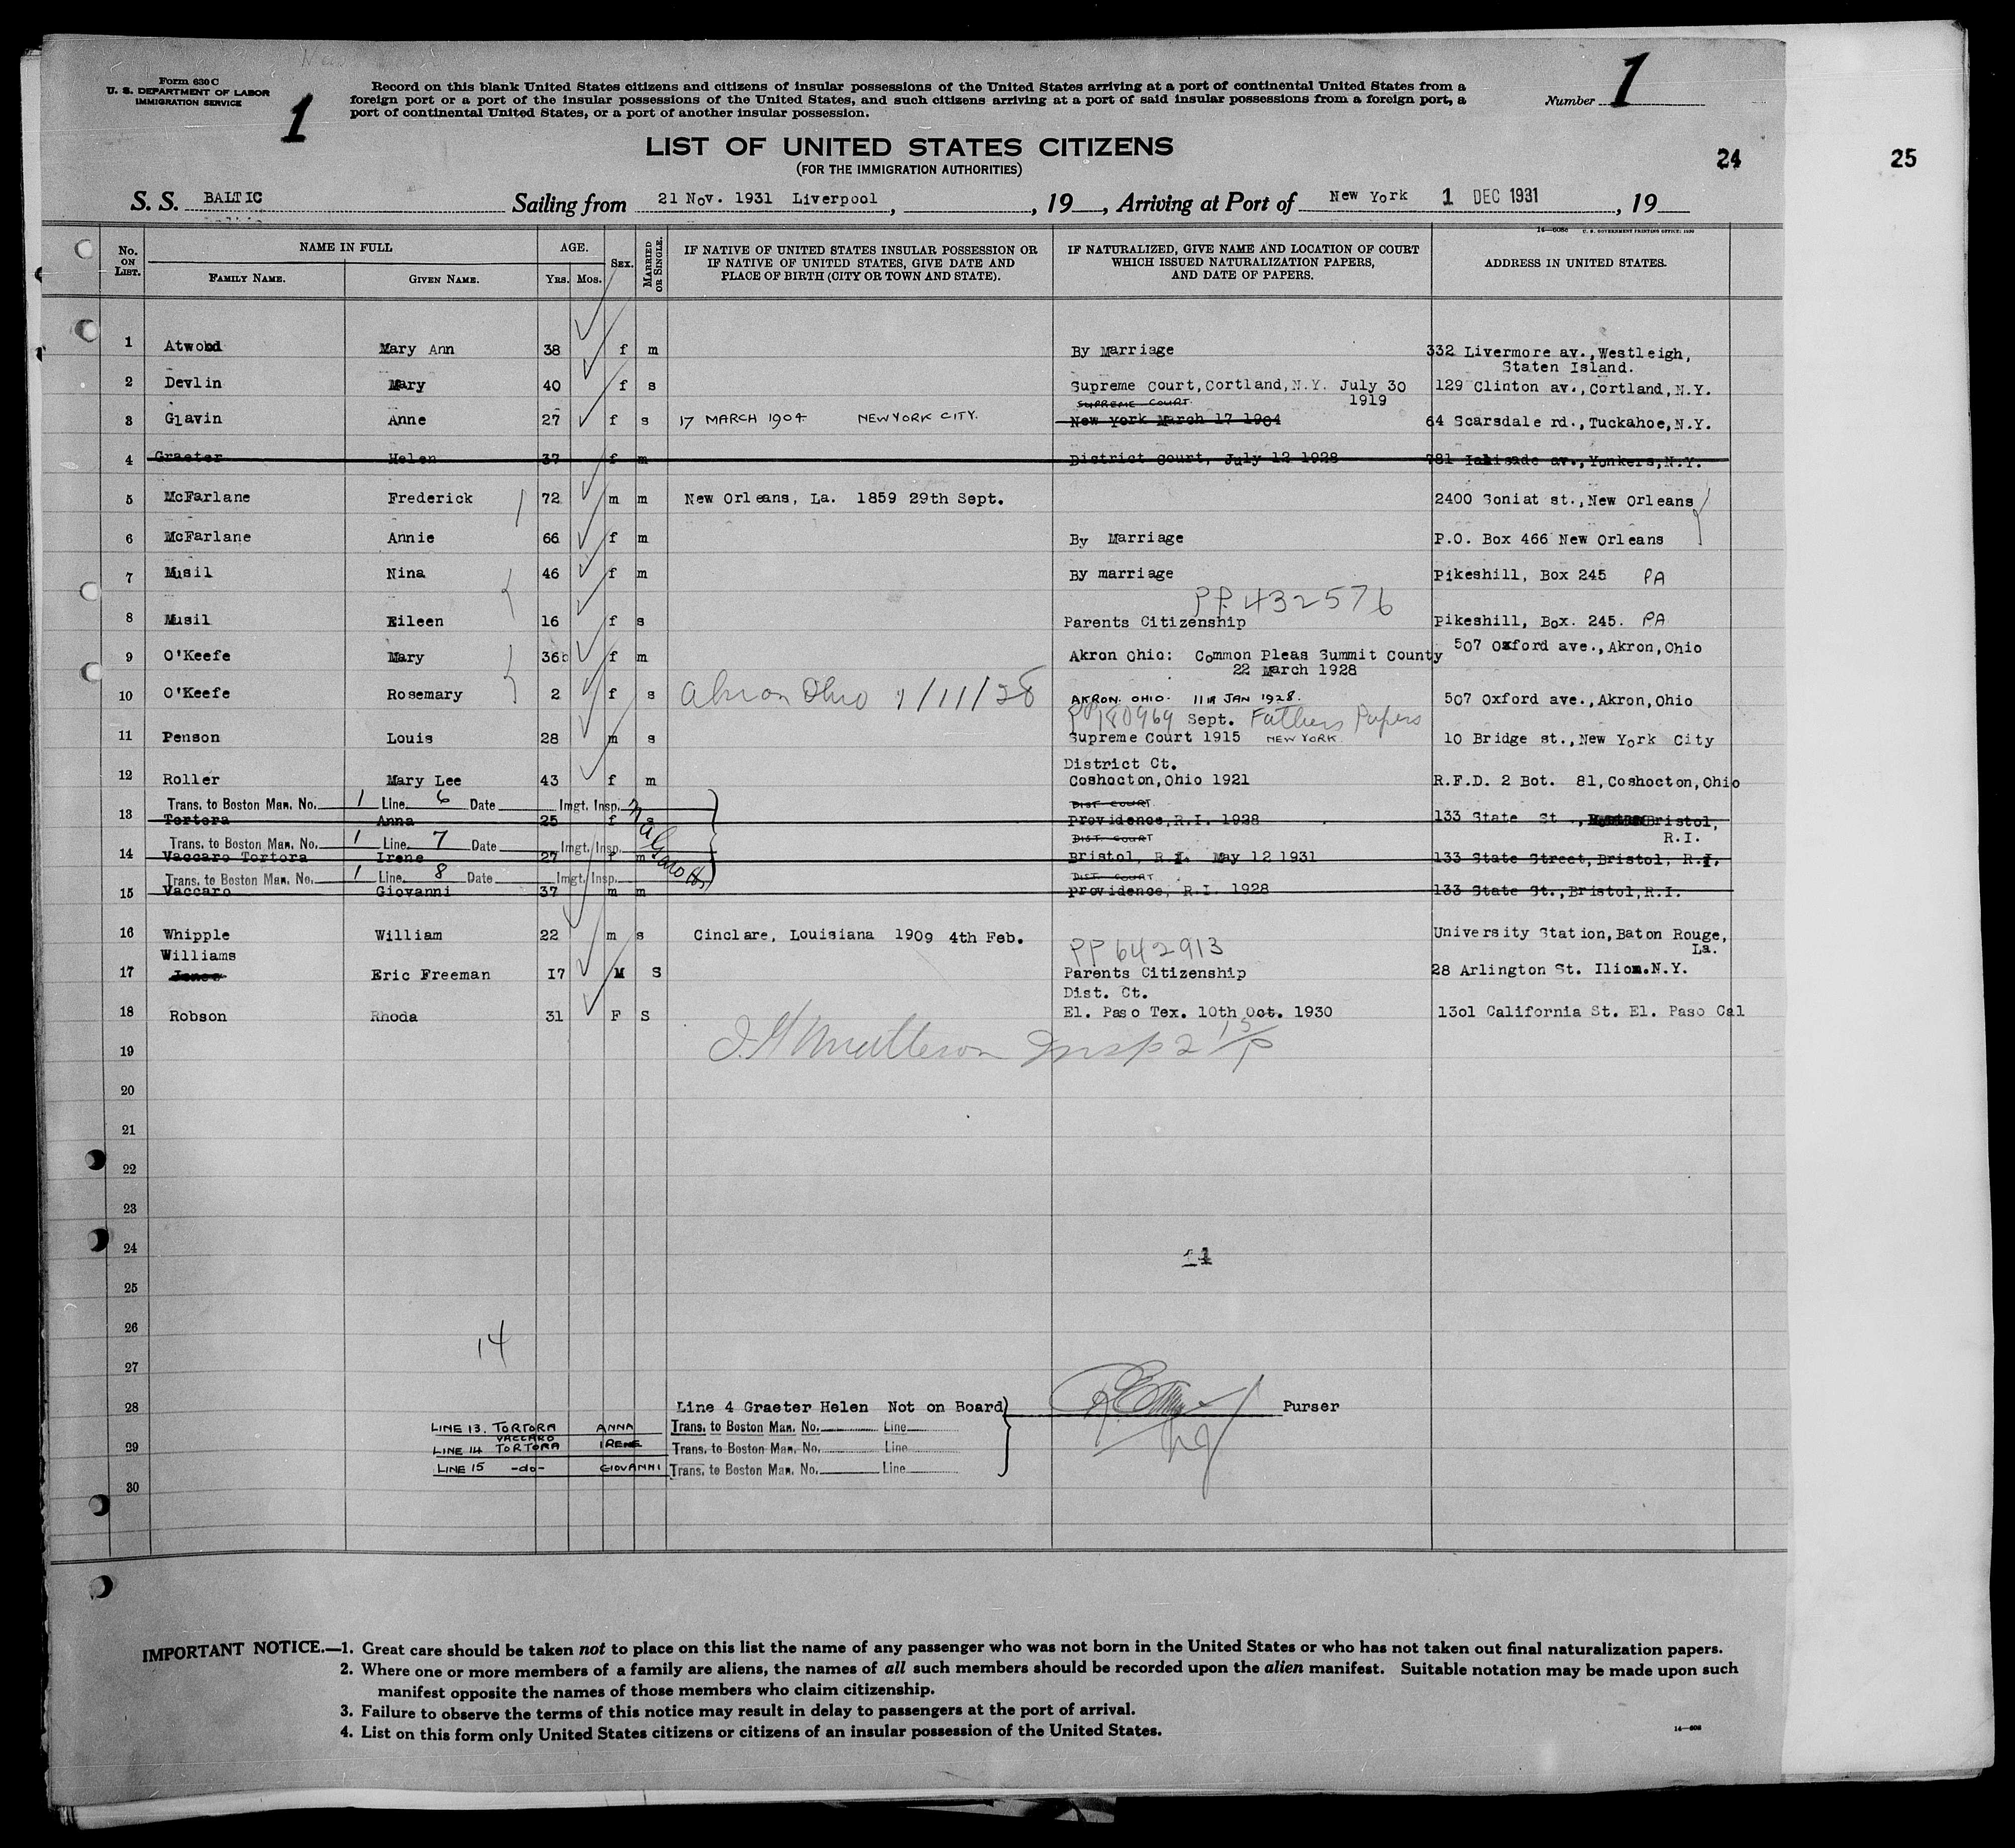 Form 630 C
U. S. DEPARTMENT OF LABOR
IMMIGRATION SERVICE
1
Record on this blank United States citizens and citizens of insular possessions of the United States arriving at a port of continental United States from a
foreign port or a port of the insular possessions of the United States, and such citizens arriving at a port of said insular possessions from a foreign port, a
port of continental United States, or a port of another insular possession.
Number 1
LIST OF UNITED STATES CITIZENS
(FOR THE IMMIGRATION AUTHORITIES)
24
25
S. S. BALTIC Sailing from 21 Nov. 1931 Liverpool, , 19 , Arriving at Port of New York 1 DEC 1931 , 19
14—608c U. S. GOVERNMENT PRINTING OFFICE: 1930
No. ON LIST.
NAME IN FULL
FAMILY NAME. GIVEN NAME.
AGE.
YRS. MOS.
SEX.
MARRIED OR SINGLE.
IF NATIVE OF UNITED STATES INSULAR POSSESSION OR
IF NATIVE OF UNITED STATES, GIVE DATE AND
PLACE OF BIRTH (CITY OR TOWN AND STATE).
IF NATURALIZED, GIVE NAME AND LOCATION OF COURT
WHICH ISSUED NATURALIZATION PAPERS,
AND DATE OF PAPERS.
ADDRESS IN UNITED STATES.
1 Atwood Mary Ann 38 f m By Marriage 332 Livermore av., Westleigh,
Staten Island.
2 Devlin Mary 40 f s Supreme Court, Cortland, N.Y. July 30 129 Clinton av., Cortland, N.Y.
SUPREME COURT. 1919
3 Glavin Anne 27 f s 17 MARCH 1904 NEW YORK CITY. New York March 17 1904 64 Scarsdale rd., Tuckahoe, N.Y.
4 Graeter Helen 37 f m District Court, July 12 1928 781 Palisade av., Yonkers, N.Y.
5 McFarlane Frederick 72 m m New Orleans, La. 1859 29th Sept. 2400 Soniat st., New Orleans
6 McFarlane Annie 66 f m By Marriage P.O. Box 466 New Orleans
7 Musil Nina 46 f m By marriage Pikeshill, Box 245 PA
PP. 432576
8 Musil Eileen 16 f s Parents Citizenship Pikeshill, Box. 245. PA
9 O'Keefe Mary 36 f m Akron Ohio: Common Pleas Summit County 507 Oxford ave., Akron, Ohio
22 March 1928
10 O'Keefe Rosemary 2 f s Akron Ohio 1/11/28 AKRON. OHIO. 11th JAN 1928. 507 Oxford ave., Akron, Ohio
PP 180969 Sept. Fathers Papers
11 Penson Louis 28 m s Supreme Court 1915 NEW YORK. 10 Bridge st., New York City
District Ct.
12 Roller Mary Lee 43 f m Coshocton, Ohio 1921 R.F.D. 2 Bot. 81, Coshocton, Ohio
Trans. to Boston Man. No. 1 Line 6 Date Imgt. Insp. DIST COURT
13 Tortora Anna 25 f s Providence, R.I. 1928 133 State St., Bristol,
R.I.
Trans. to Boston Man. No. 1 Line 7 Date Imgt. Insp. DIST COURT
14 Vaccaro Tortora Irene 27 f m Bristol, R.I. May 12 1931 133 State Street, Bristol, R.I.
Trans. to Boston Man. No. 1 Line 8 Date Imgt. Insp. DIST COURT
15 Vaccaro Giovanni 37 m m Providence, R.I. 1928 133 State St., Bristol, R.I.
16 Whipple William 22 m s Cinclare, Louisiana 1909 4th Feb. University Station, Baton Rouge,
La.
Williams PP 642913
17 Jones Eric Freeman 17 M S Parents Citizenship 28 Arlington St. Ilion. N.Y.
Dist. Ct.
18 Robson Rhoda 31 F S El. Paso Tex. 10th Oct. 1930 1301 California St. El. Paso Cal
19
20
21
22
23
24 14
25
26
14
27
28 Line 4 Graeter Helen Not on Board Purser
LINE 13. TORTORA ANNA Trans. to Boston Man. No. Line
29 LINE 14 VACCARO TORTORA IRENE Trans. to Boston Man. No. Line
LINE 15 -do- GIOVANNI Trans. to Boston Man. No. Line
30
IMPORTANT NOTICE.—1. Great care should be taken not to place on this list the name of any passenger who was not born in the United States or who has not taken out final naturalization papers.
2. Where one or more members of a family are aliens, the names of all such members should be recorded upon the alien manifest. Suitable notation may be made upon such
manifest opposite the names of those members who claim citizenship.
3. Failure to observe the terms of this notice may result in delay to passengers at the port of arrival.
4. List on this form only United States citizens or citizens of an insular possession of the United States.
14—608